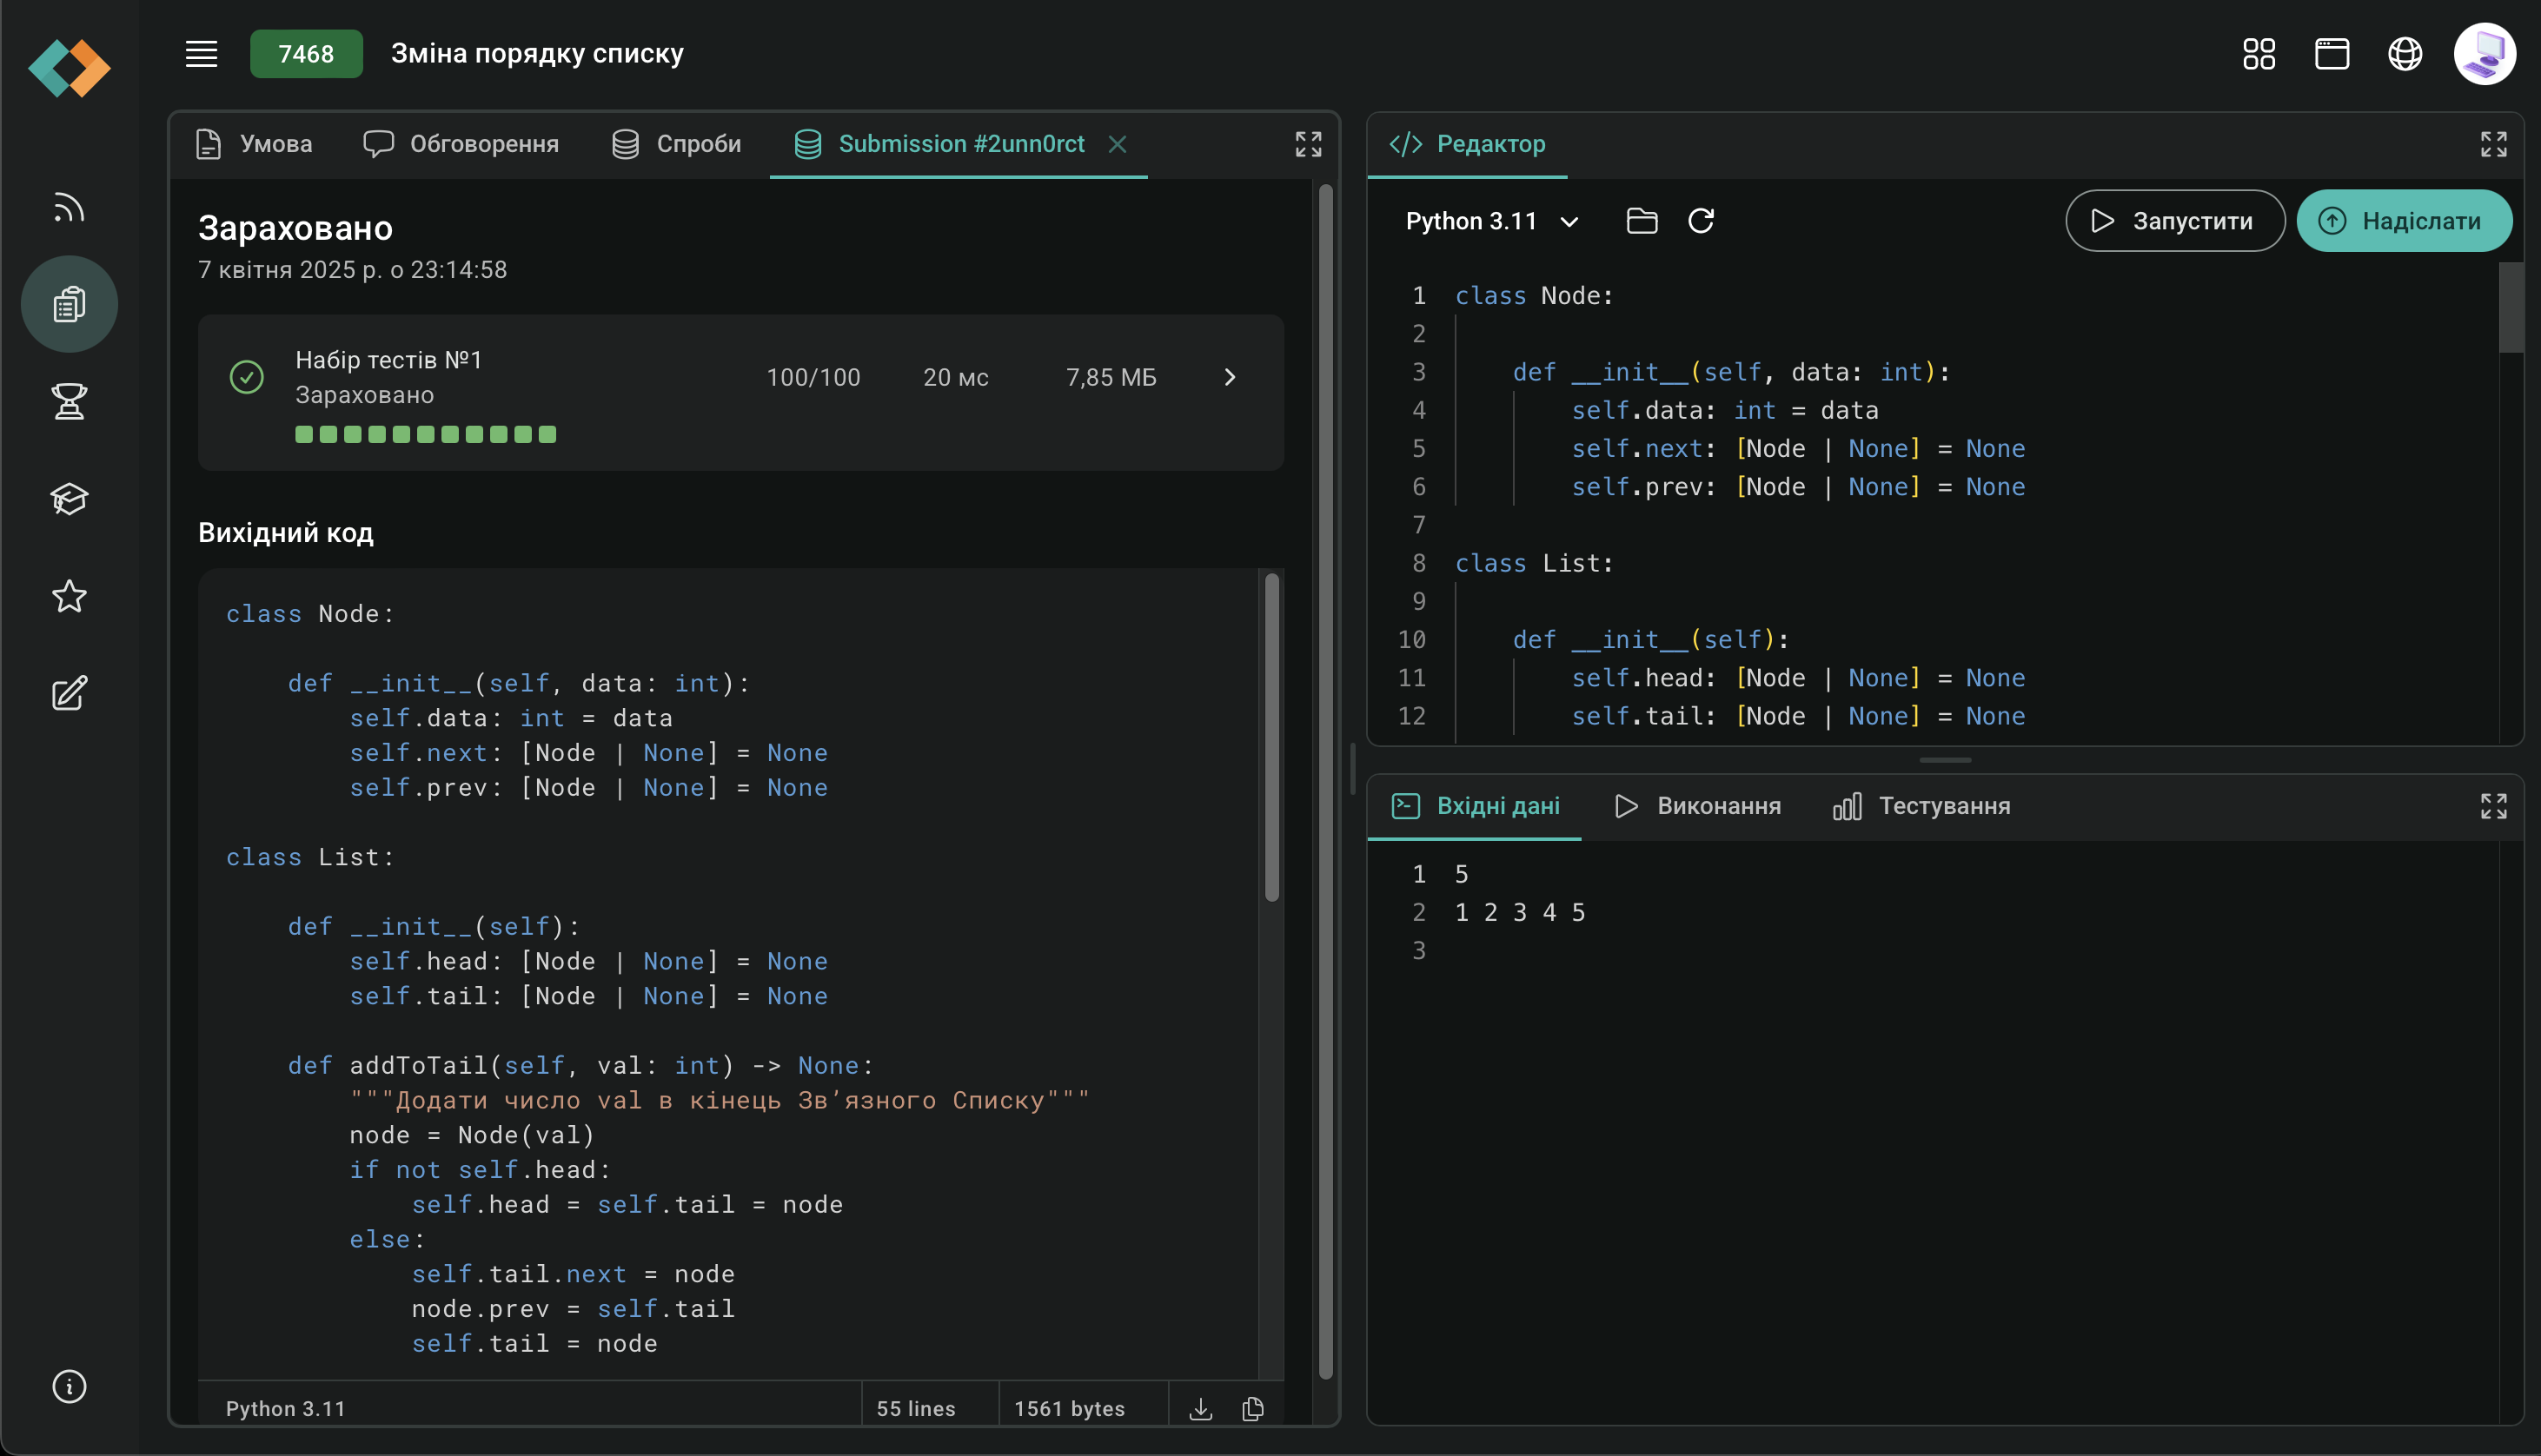 7468 Зміна порядку списку
Умова Обговорення Спроби Submission #2unn0rct
Зараховано
7 квітня 2025 р. о 23:14:58
Набір тестів №1
Зараховано
100/100 20 мс 7,85 МБ
Вихідний код
class Node:
    def __init__(self, data: int):
        self.data: int = data
        self.next: [Node | None] = None
        self.prev: [Node | None] = None
class List:
    def __init__(self):
        self.head: [Node | None] = None
        self.tail: [Node | None] = None
    def addToTail(self, val: int) -> None:
        """Додати число val в кінець Зв’язного Списку"""
        node = Node(val)
        if not self.head:
            self.head = self.tail = node
        else:
            self.tail.next = node
            node.prev = self.tail
            self.tail = node
Python 3.11 55 lines 1561 bytes
Редактор
Python 3.11 Запустити Надіслати
1 class Node:
2
3     def __init__(self, data: int):
4         self.data: int = data
5         self.next: [Node | None] = None
6         self.prev: [Node | None] = None
7
8 class List:
9
10     def __init__(self):
11         self.head: [Node | None] = None
12         self.tail: [Node | None] = None
Вхідні дані Виконання Тестування
1 5
2 1 2 3 4 5
3